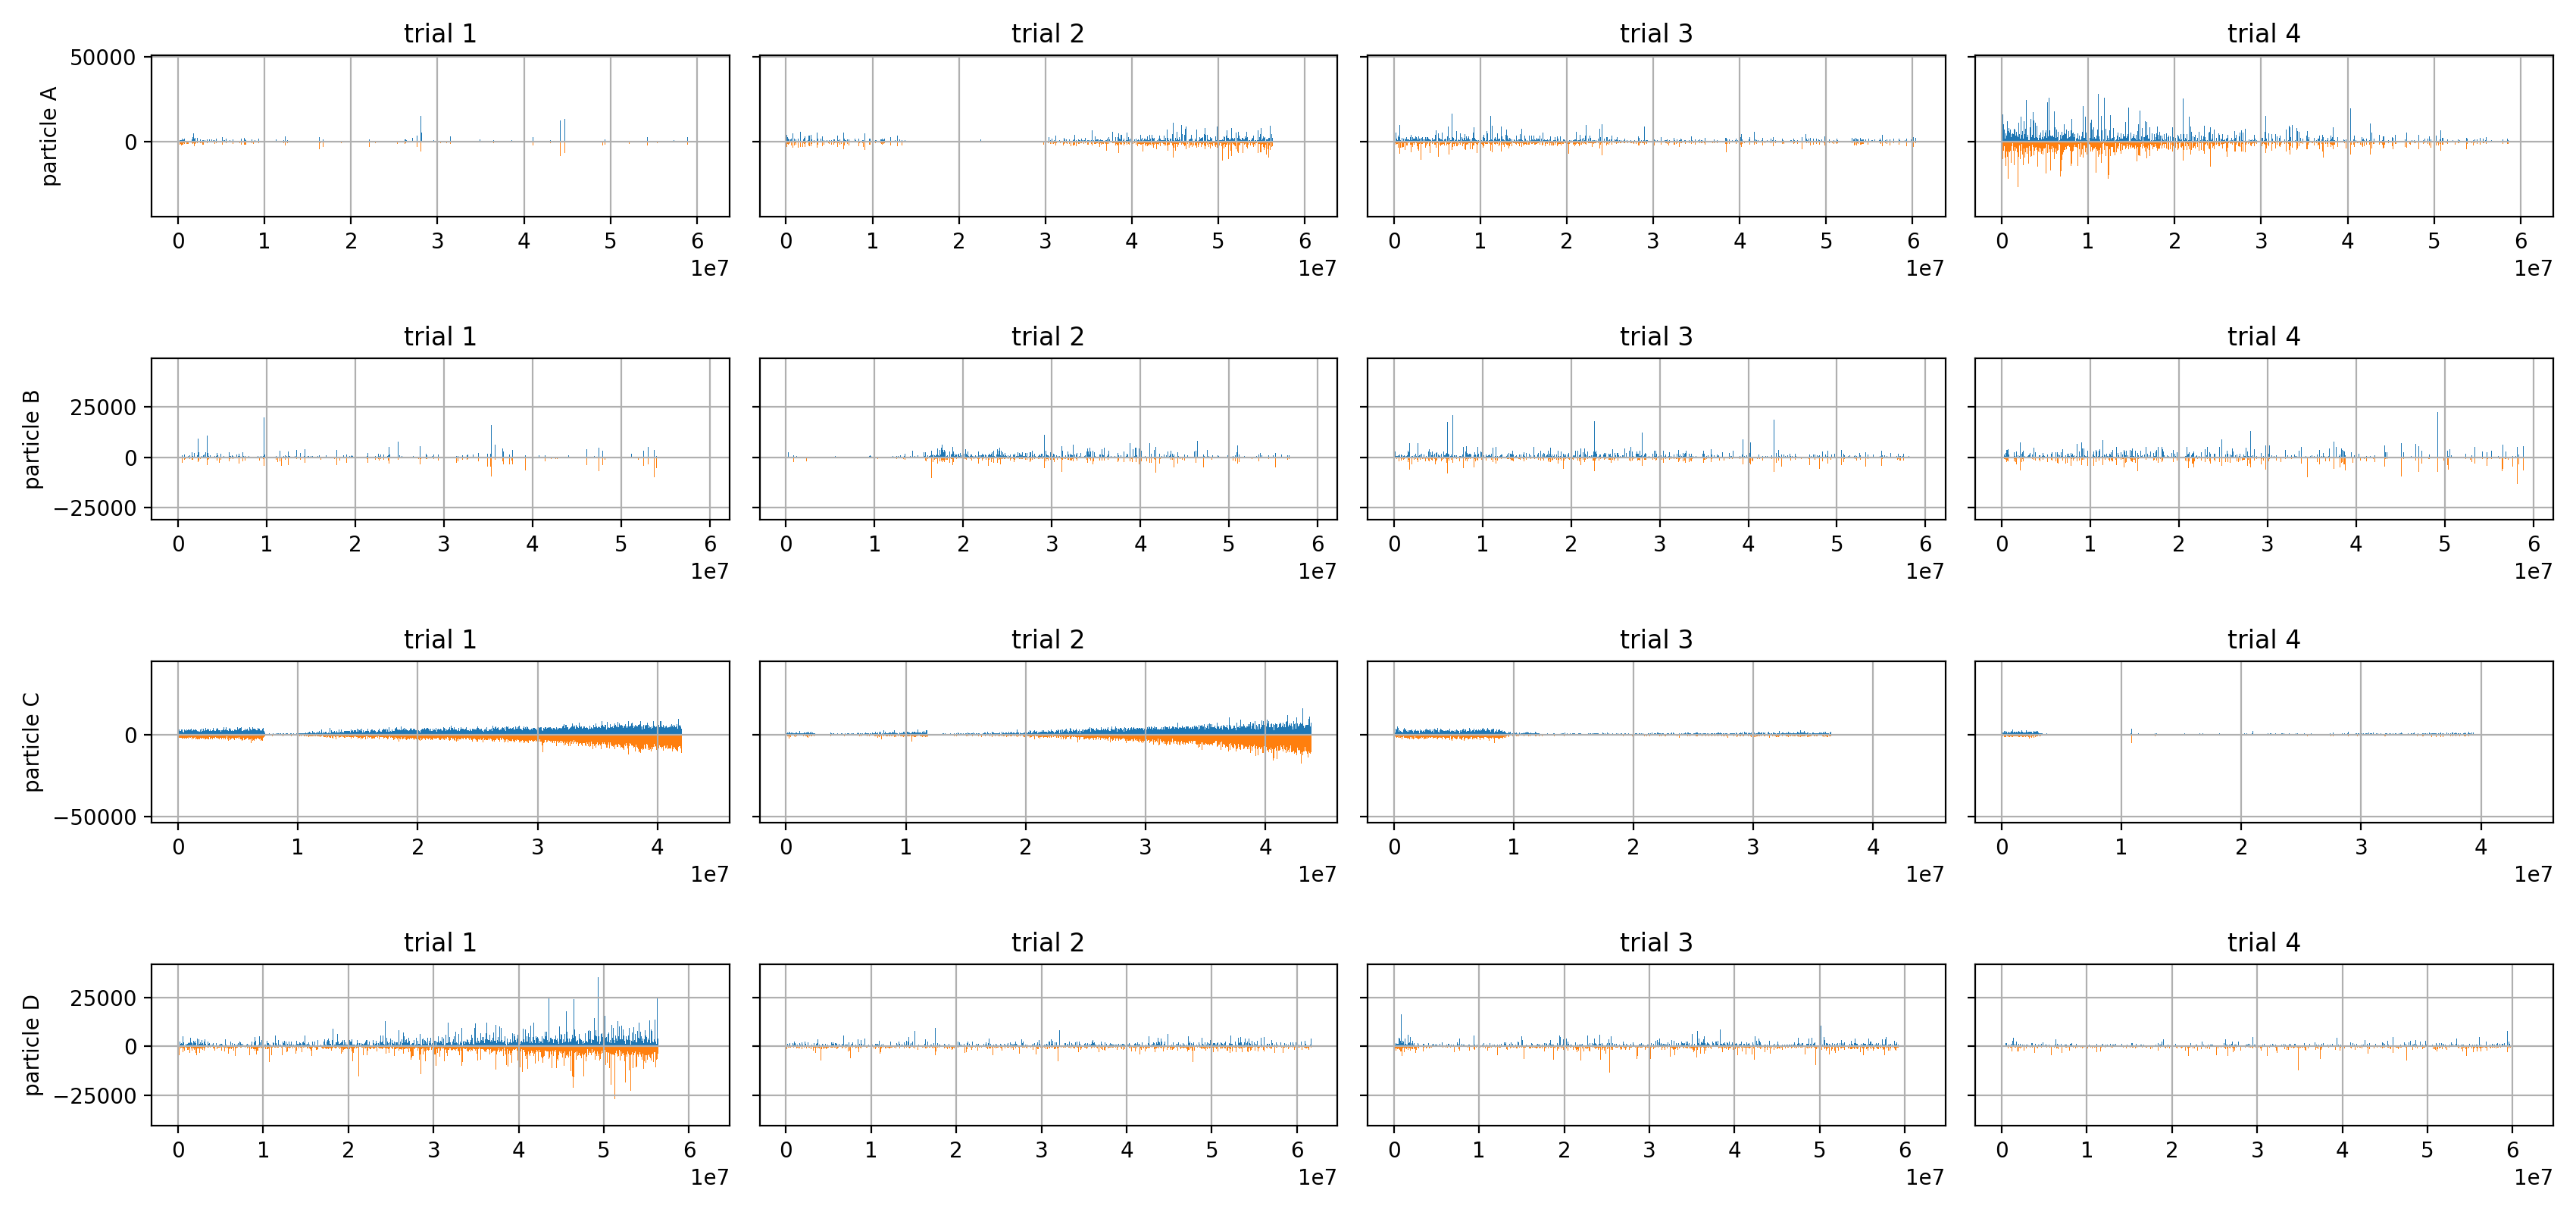 trial 1 trial 2 trial 3 trial 4
particle A
50000
0
0 1 2 3 4 5 6 0 1 2 3 4 5 6 0 1 2 3 4 5 6 0 1 2 3 4 5 6
1e7 1e7 1e7 1e7
trial 1 trial 2 trial 3 trial 4
particle B
25000
0
−25000
0 1 2 3 4 5 6 0 1 2 3 4 5 6 0 1 2 3 4 5 6 0 1 2 3 4 5 6
1e7 1e7 1e7 1e7
trial 1 trial 2 trial 3 trial 4
particle C
0
−50000
0 1 2 3 4 0 1 2 3 4 0 1 2 3 4 0 1 2 3 4
1e7 1e7 1e7 1e7
trial 1 trial 2 trial 3 trial 4
particle D
25000
0
−25000
0 1 2 3 4 5 6 0 1 2 3 4 5 6 0 1 2 3 4 5 6 0 1 2 3 4 5 6
1e7 1e7 1e7 1e7